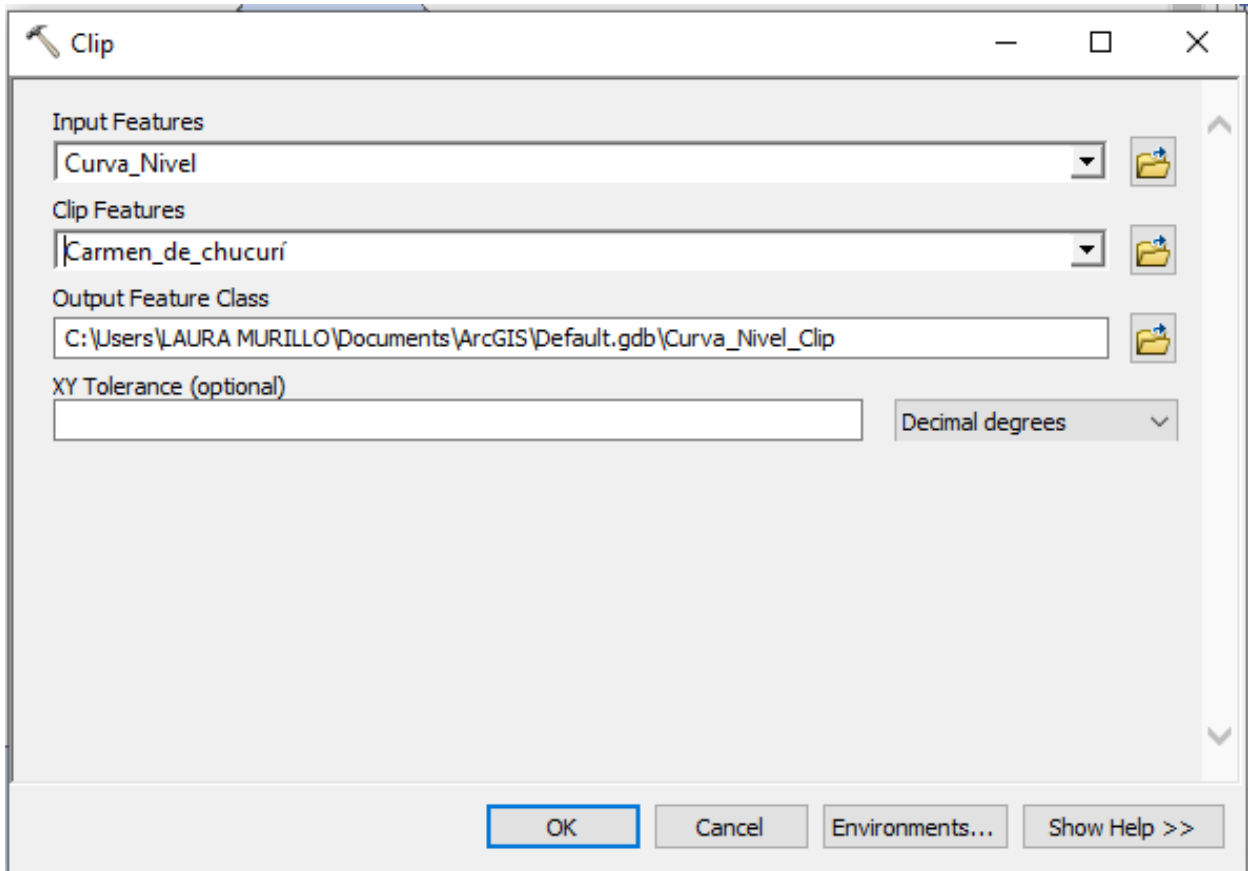 Clip
Input Features
Curva_Nivel
Clip Features
Carmen_de_chucurí
Output Feature Class
C:\Users\LAURA MURILLO\Documents\ArcGIS\Default.gdb\Curva_Nivel_Clip
XY Tolerance (optional)
Decimal degrees
OK Cancel Environments... Show Help >>